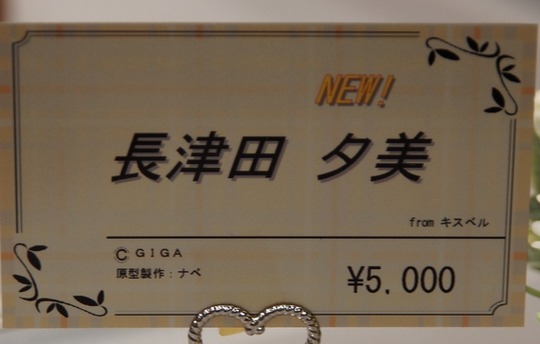 NEW!
長津田 夕美
from キスベル
©GIGA
原型製作：ナベ
¥5,000